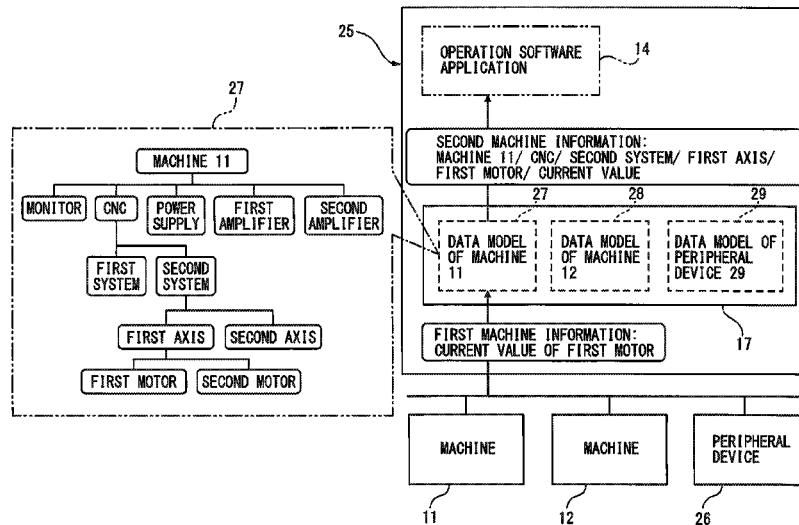 25
OPERATION SOFTWARE
APPLICATION
14
27
SECOND MACHINE INFORMATION:
MACHINE 11/ CNC/ SECOND SYSTEM/ FIRST AXIS/
FIRST MOTOR/ CURRENT VALUE
MACHINE 11
MONITOR
CNC
POWER
SUPPLY
FIRST
AMPLIFIER
SECOND
AMPLIFIER
FIRST
SYSTEM
SECOND
SYSTEM
FIRST AXIS
SECOND AXIS
FIRST MOTOR
SECOND MOTOR
27
28
29
DATA MODEL
OF MACHINE
11
DATA MODEL
OF MACHINE
12
DATA MODEL OF
PERIPHERAL
DEVICE 29
17
FIRST MACHINE INFORMATION:
CURRENT VALUE OF FIRST MOTOR
MACHINE
MACHINE
PERIPHERAL
DEVICE
11
12
26